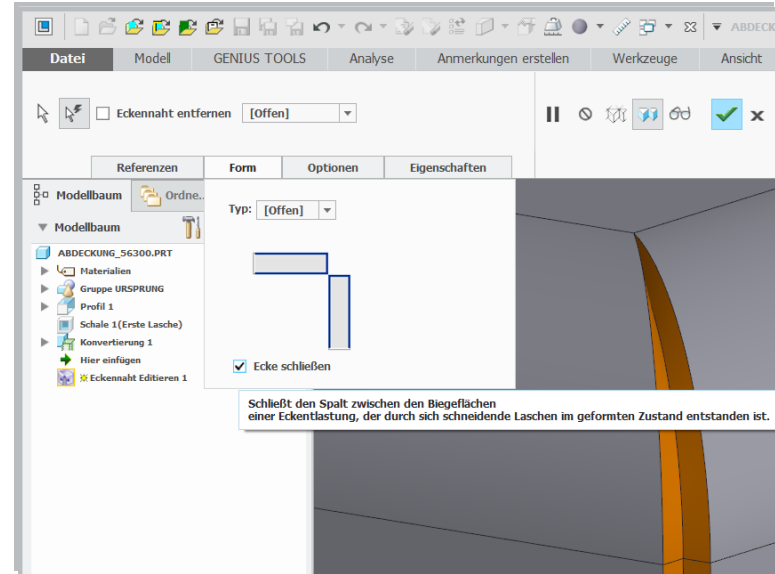 ABDECK
Datei Modell GENIUS TOOLS Analyse Anmerkungen erstellen Werkzeuge Ansicht
Eckennaht entfernen [Offen]
Referenzen Form Optionen Eigenschaften
Modellbaum Ordne..
Typ: [Offen]
Modellbaum
ABDECKUNG_56300.PRT
Materialien
Gruppe URSPRUNG
Profil 1
Schale 1(Erste Lasche)
Konvertierung 1
Hier einfügen
Eckennaht Editieren 1
Ecke schließen
Schließt den Spalt zwischen den Biegeflächen
einer Eckentlastung, der durch sich schneidende Laschen im geformten Zustand entstanden ist.